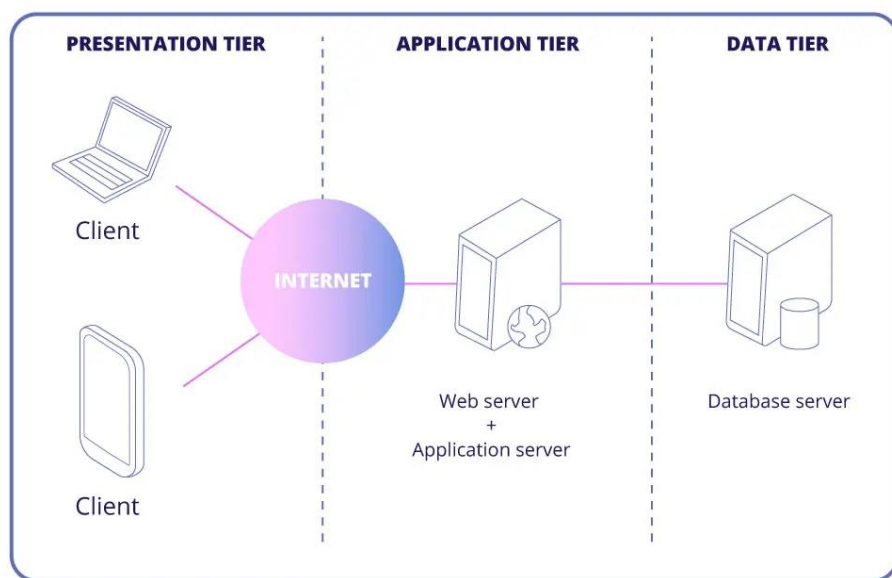 PRESENTATION TIER
APPLICATION TIER
DATA TIER
Client
INTERNET
Client
Web server
+
Application server
Database server